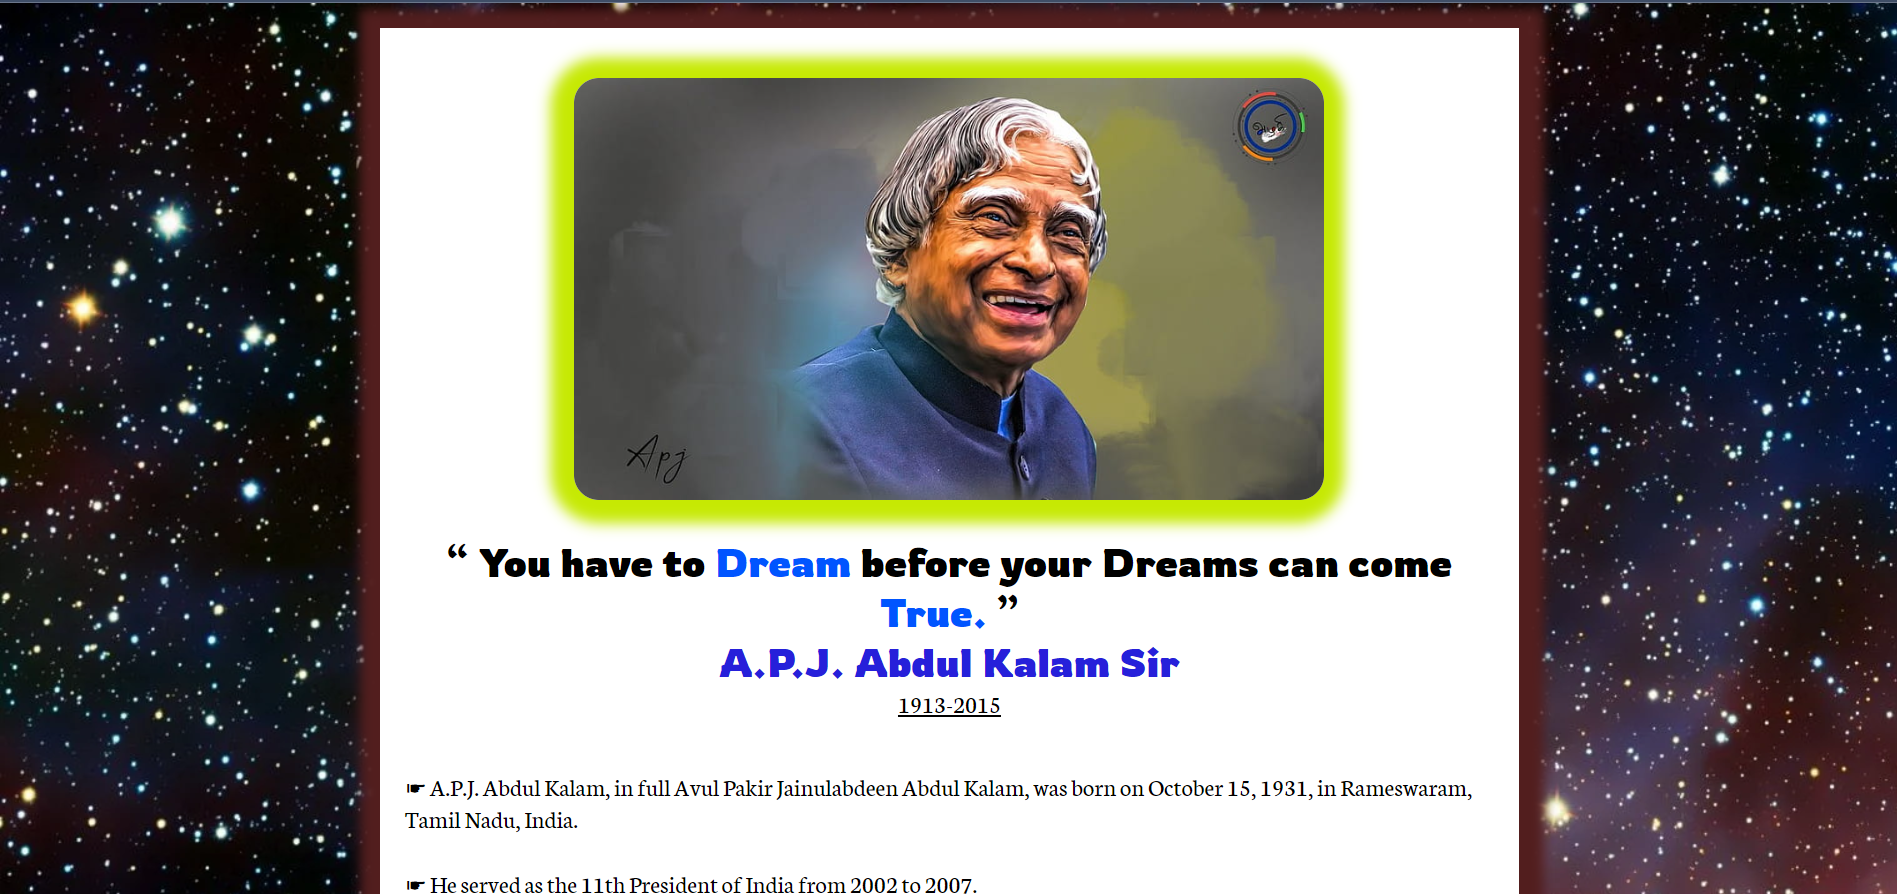 Apj
“ You have to Dream before your Dreams can come
True. ”
A.P.J. Abdul Kalam Sir
1913-2015
☛ A.P.J. Abdul Kalam, in full Avul Pakir Jainulabdeen Abdul Kalam, was born on October 15, 1931, in Rameswaram,
Tamil Nadu, India.
☛ He served as the 11th President of India from 2002 to 2007.